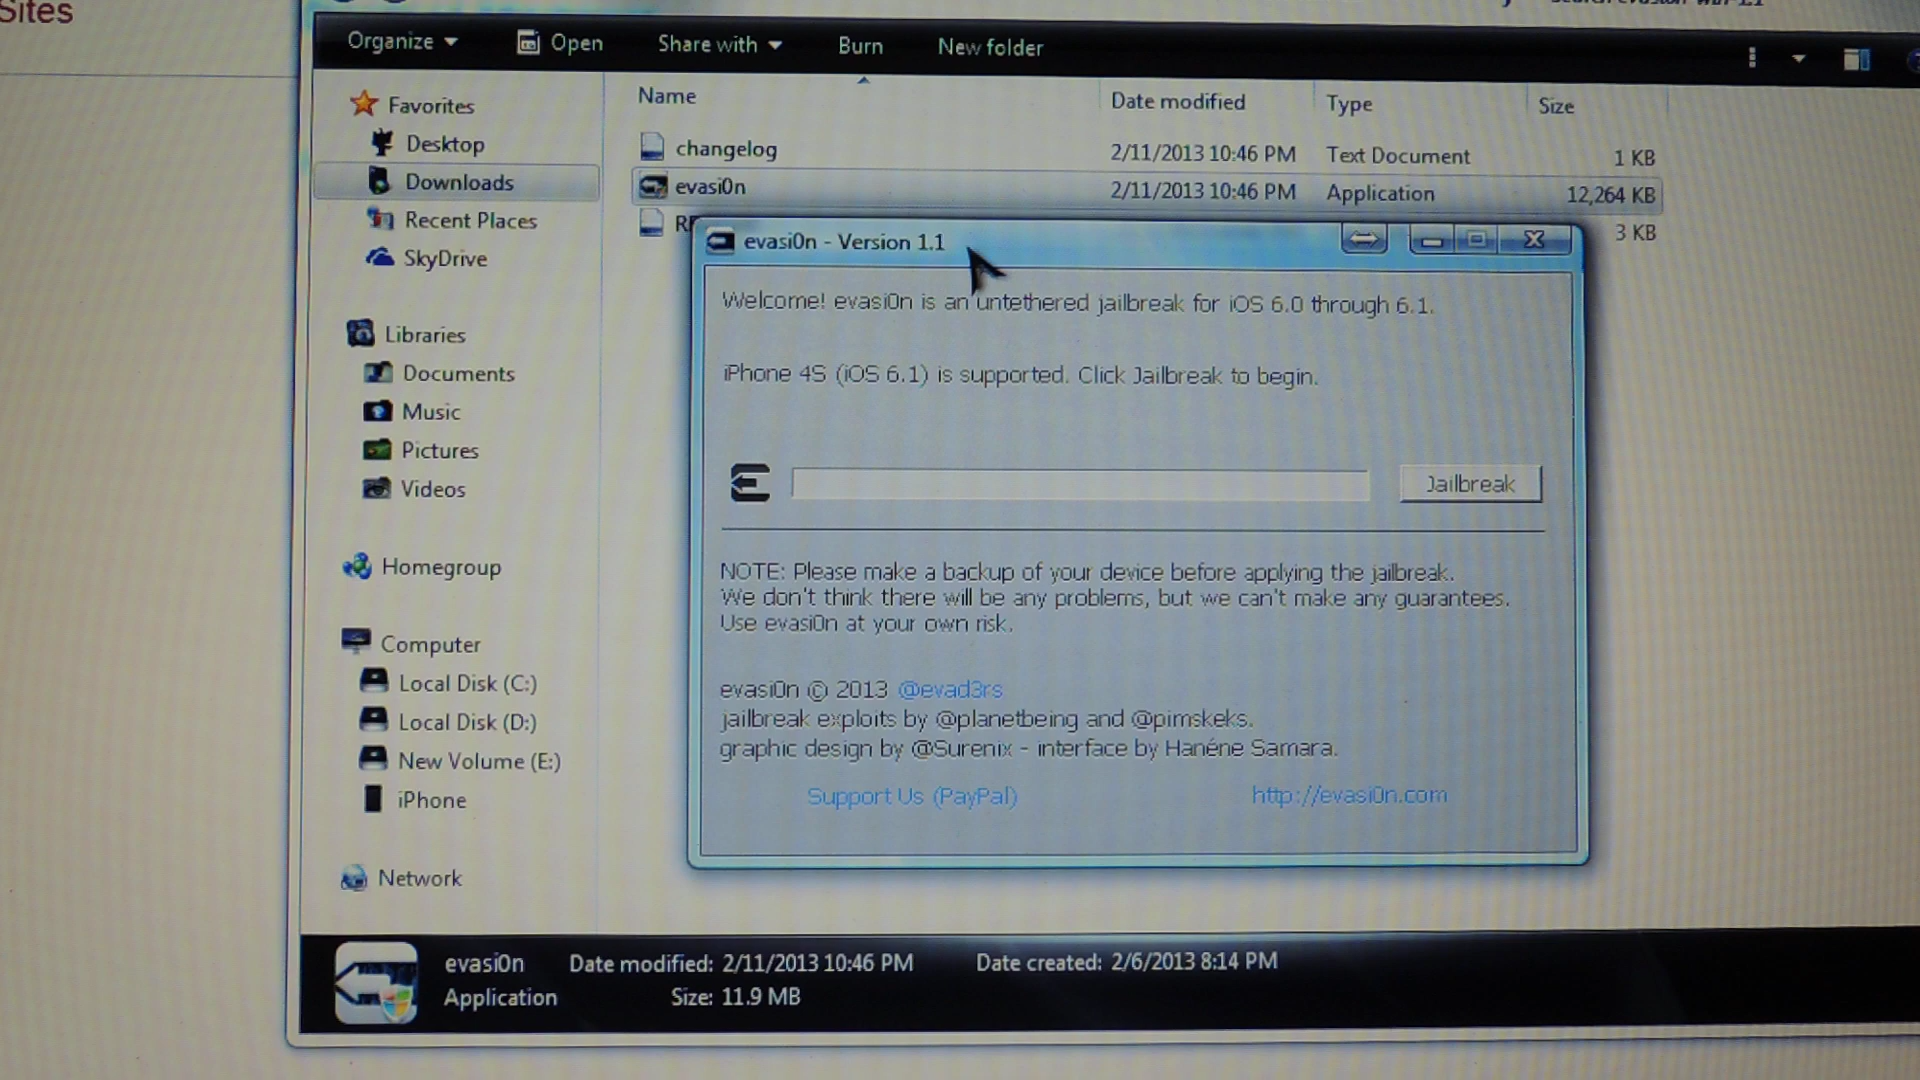 Sites
Organize Open Share with Burn New folder
Name Date modified Type Size
Favorites
Desktop
Downloads
Recent Places
SkyDrive
Libraries
Documents
Music
Pictures
Videos
Homegroup
Computer
Local Disk (C:)
Local Disk (D:)
New Volume (E:)
iPhone
Network
changelog 2/11/2013 10:46 PM Text Document 1 KB
evasi0n 2/11/2013 10:46 PM Application 12,264 KB
3 KB
evasi0n - Version 1.1
Welcome! evasi0n is an untethered jailbreak for iOS 6.0 through 6.1.
iPhone 4S (iOS 6.1) is supported. Click Jailbreak to begin.
Jailbreak
NOTE: Please make a backup of your device before applying the jailbreak.
We don't think there will be any problems, but we can't make any guarantees.
Use evasi0n at your own risk.
evasi0n © 2013 @evad3rs
jailbreak exploits by @planetbeing and @pimskeks.
graphic design by @Surenix - interface by Hanéne Samara.
Support Us (PayPal) http://evasi0n.com
evasi0n Date modified: 2/11/2013 10:46 PM Date created: 2/6/2013 8:14 PM
Application Size: 11.9 MB